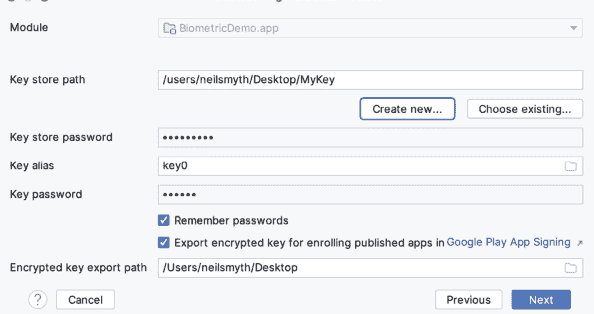 Module
BiometricDemo.app
Key store path
/users/neilsmyth/Desktop/MyKey
Create new...
Choose existing...
Key store password
•••••••••
Key alias
key0
Key password
••••••
Remember passwords
Export encrypted key for enrolling published apps in Google Play App Signing ↗
Encrypted key export path
/Users/neilsmyth/Desktop
?
Cancel
Previous
Next